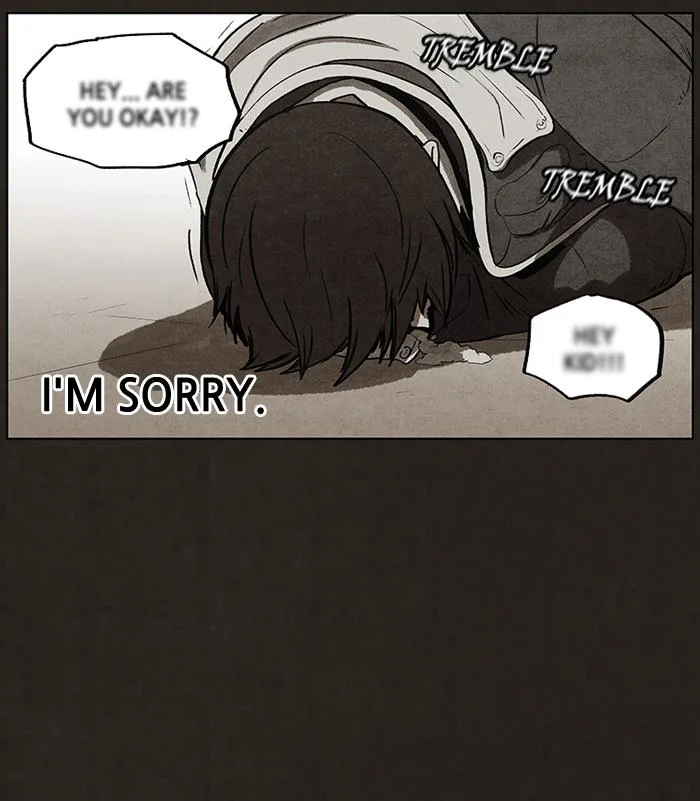 TREMBLE
HEY... ARE
YOU OKAY!?
TREMBLE
HEY
KID!!!
I'M SORRY.